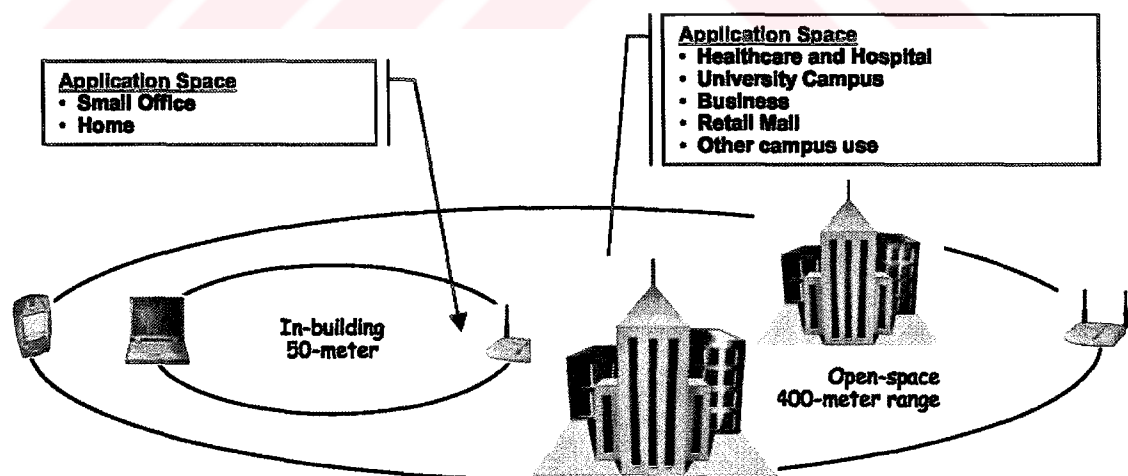 Application Space
• Small Office
• Home
Application Space
• Healthcare and Hospital
• University Campus
• Business
• Retail Mall
• Other campus use
In-building
50-meter
Open-space
400-meter range